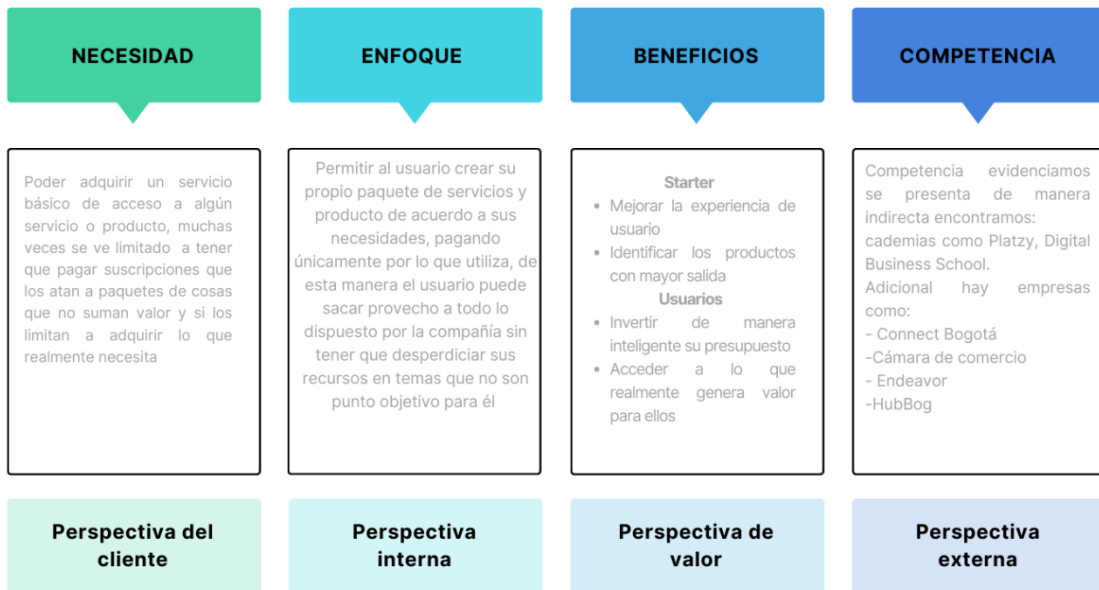 NECESIDAD
ENFOQUE
BENEFICIOS
COMPETENCIA
Poder adquirir un servicio
básico de acceso a algún
servicio o producto, muchas
veces se ve limitado a tener
que pagar suscripciones que
los atan a paquetes de cosas
que no suman valor y si los
limitan a adquirir lo que
realmente necesita
Permitir al usuario crear su
propio paquete de servicios y
producto de acuerdo a sus
necesidades, pagando
únicamente por lo que utiliza, de
esta manera el usuario puede
sacar provecho a todo lo
dispuesto por la compañía sin
tener que desperdiciar sus
recursos en temas que no son
punto objetivo para él
Starter
• Mejorar la experiencia de
usuario
• Identificar los productos
con mayor salida
Usuarios
• Invertir de manera
inteligente su presupuesto
• Acceder a lo que
realmente genera valor
para ellos
Competencia evidenciamos
se presenta de manera
indirecta encontramos:
cademías como Platzy, Digital
Business School.
Adicional hay empresas
como:
- Connect Bogotá
-Cámara de comercio
- Endeavor
-HubBog
Perspectiva del
cliente
Perspectiva
interna
Perspectiva de
valor
Perspectiva
externa